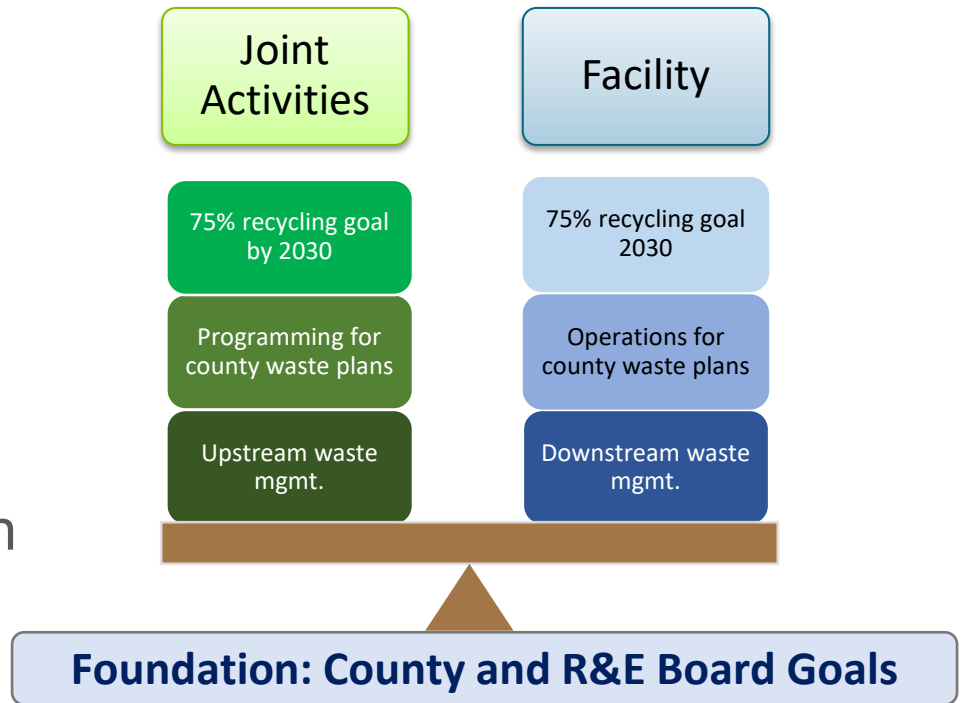 Joint
Activities
Facility
75% recycling goal
by 2030
75% recycling goal
2030
Programming for
county waste plans
Operations for
county waste plans
Upstream waste
mgmt.
Downstream waste
mgmt.
Foundation: County and R&E Board Goals